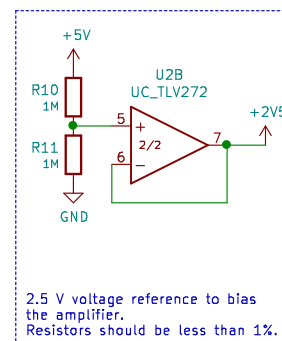 +5V
U2B
UC_TLV272
R10
1M
+2V5
5
+
7
R11
1M
6
-
2/2
GND
2.5 V voltage reference to bias
the amplifier.
Resistors should be less than 1%.